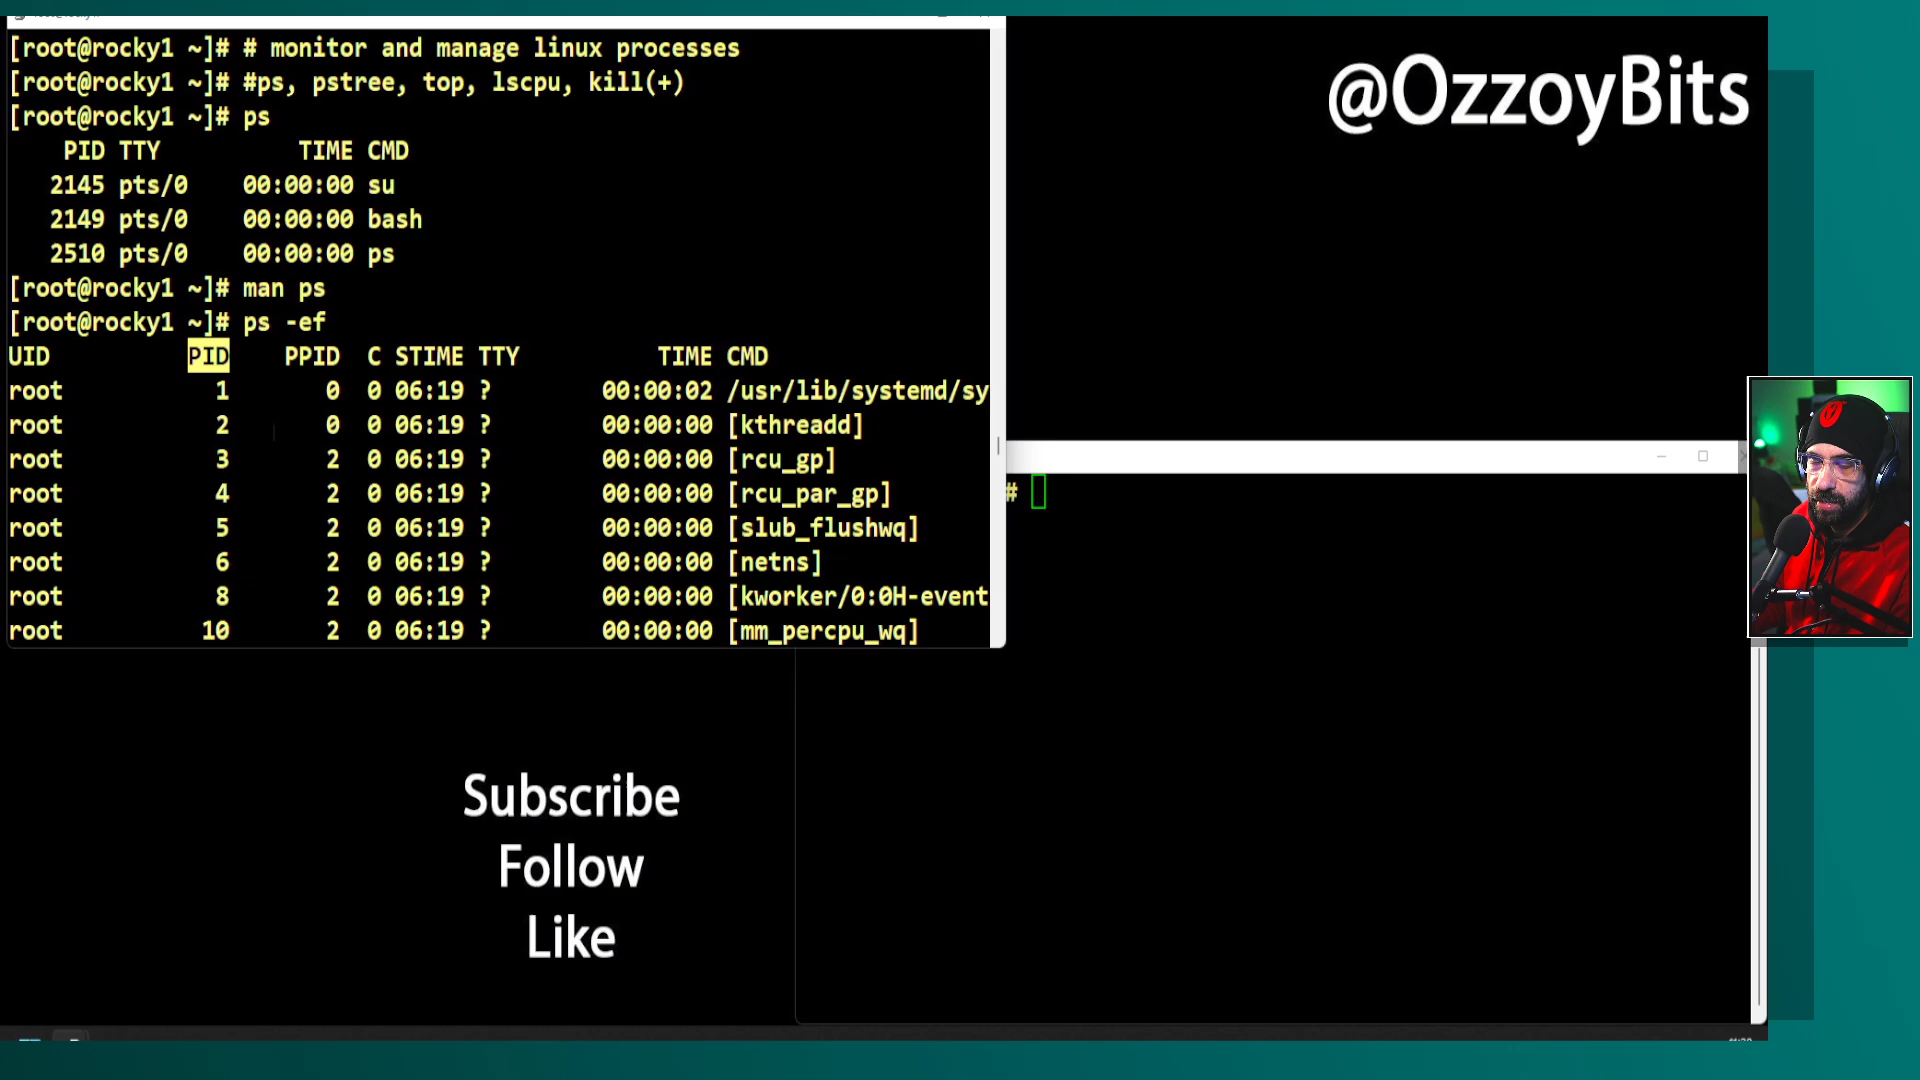 [root@rocky1 ~]# # monitor and manage linux processes
[root@rocky1 ~]# #ps, pstree, top, lscpu, kill(+)
[root@rocky1 ~]# ps
PID TTY TIME CMD
2145 pts/0 00:00:00 su
2149 pts/0 00:00:00 bash
2510 pts/0 00:00:00 ps
[root@rocky1 ~]# man ps
[root@rocky1 ~]# ps -ef
UID PID PPID C STIME TTY TIME CMD
root 1 0 0 06:19 ? 00:00:02 /usr/lib/systemd/sy
root 2 0 0 06:19 ? 00:00:00 [kthreadd]
root 3 2 0 06:19 ? 00:00:00 [rcu_gp]
root 4 2 0 06:19 ? 00:00:00 [rcu_par_gp]
root 5 2 0 06:19 ? 00:00:00 [slub_flushwq]
root 6 2 0 06:19 ? 00:00:00 [netns]
root 8 2 0 06:19 ? 00:00:00 [kworker/0:0H-event
root 10 2 0 06:19 ? 00:00:00 [mm_percpu_wq]
@OzzoyBits
#
Subscribe
Follow
Like